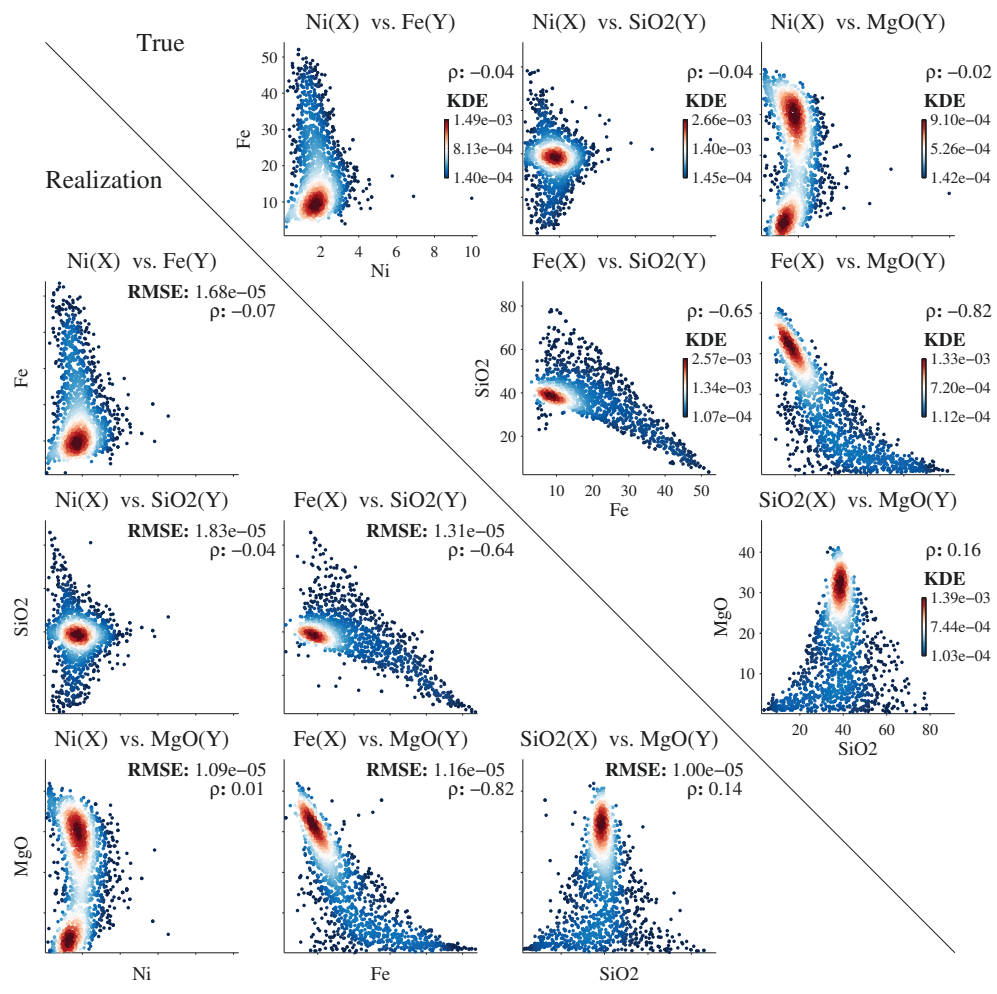 True
Realization
Ni(X) vs. Fe(Y)
ρ: −0.04
KDE
1.49e−03
8.13e−04
1.40e−04
Fe
50
40
30
20
10
2
4
6
8
10
Ni
Ni(X) vs. SiO2(Y)
ρ: −0.04
KDE
2.66e−03
1.40e−03
1.45e−04
Ni(X) vs. MgO(Y)
ρ: −0.02
KDE
9.10e−04
5.26e−04
1.42e−04
Ni(X) vs. Fe(Y)
RMSE: 1.68e−05
ρ: −0.07
Fe
Fe(X) vs. SiO2(Y)
ρ: −0.65
KDE
2.57e−03
1.34e−03
1.07e−04
SiO2
80
60
40
20
10
20
30
40
50
Fe
Fe(X) vs. MgO(Y)
ρ: −0.82
KDE
1.33e−03
7.20e−04
1.12e−04
Ni(X) vs. SiO2(Y)
RMSE: 1.83e−05
ρ: −0.04
SiO2
Fe(X) vs. SiO2(Y)
RMSE: 1.31e−05
ρ: −0.64
SiO2(X) vs. MgO(Y)
ρ: 0.16
KDE
1.39e−03
7.44e−04
1.03e−04
MgO
40
30
20
10
20
40
60
80
SiO2
Ni(X) vs. MgO(Y)
RMSE: 1.09e−05
ρ: 0.01
MgO
Ni
Fe(X) vs. MgO(Y)
RMSE: 1.16e−05
ρ: −0.82
Fe
SiO2(X) vs. MgO(Y)
RMSE: 1.00e−05
ρ: 0.14
SiO2